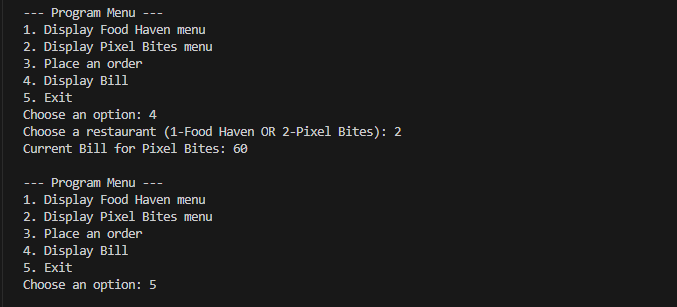 --- Program Menu ---
1. Display Food Haven menu
2. Display Pixel Bites menu
3. Place an order
4. Display Bill
5. Exit
Choose an option: 4
Choose a restaurant (1-Food Haven OR 2-Pixel Bites): 2
Current Bill for Pixel Bites: 60

--- Program Menu ---
1. Display Food Haven menu
2. Display Pixel Bites menu
3. Place an order
4. Display Bill
5. Exit
Choose an option: 5